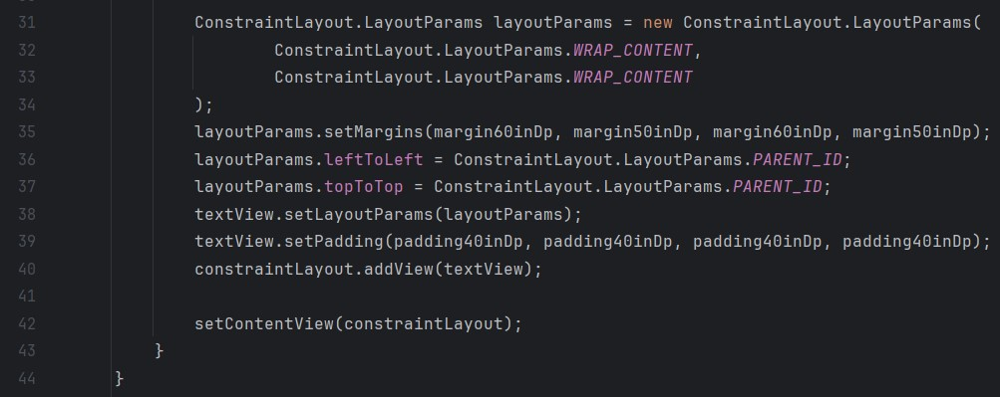 31 ConstraintLayout.LayoutParams layoutParams = new ConstraintLayout.LayoutParams(
32 ConstraintLayout.LayoutParams.WRAP_CONTENT,
33 ConstraintLayout.LayoutParams.WRAP_CONTENT
34 );
35 layoutParams.setMargins(margin60inDp, margin50inDp, margin60inDp, margin50inDp);
36 layoutParams.leftToLeft = ConstraintLayout.LayoutParams.PARENT_ID;
37 layoutParams.topToTop = ConstraintLayout.LayoutParams.PARENT_ID;
38 textView.setLayoutParams(layoutParams);
39 textView.setPadding(padding40inDp, padding40inDp, padding40inDp, padding40inDp);
40 constraintLayout.addView(textView);
41
42 setContentView(constraintLayout);
43 }
44 }